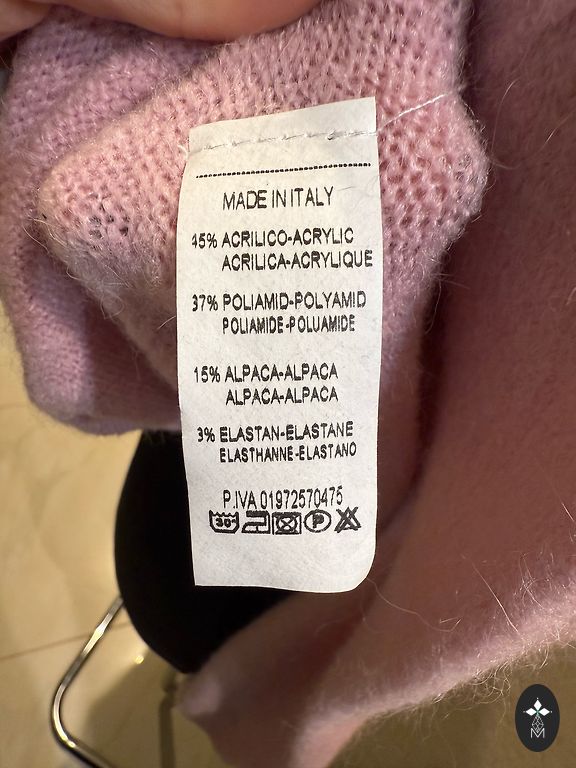 MADE IN ITALY
45% ACRILICO-ACRYLIC
ACRILICA-ACRYLIQUE
37% POLIAMID-POLYAMID
POLIAMIDE-POLUAMIDE
15% ALPACA-ALPACA
ALPACA-ALPACA
3% ELASTAN-ELASTANE
ELASTHANNE-ELASTANO
P.IVA 01972570475
30° P
M